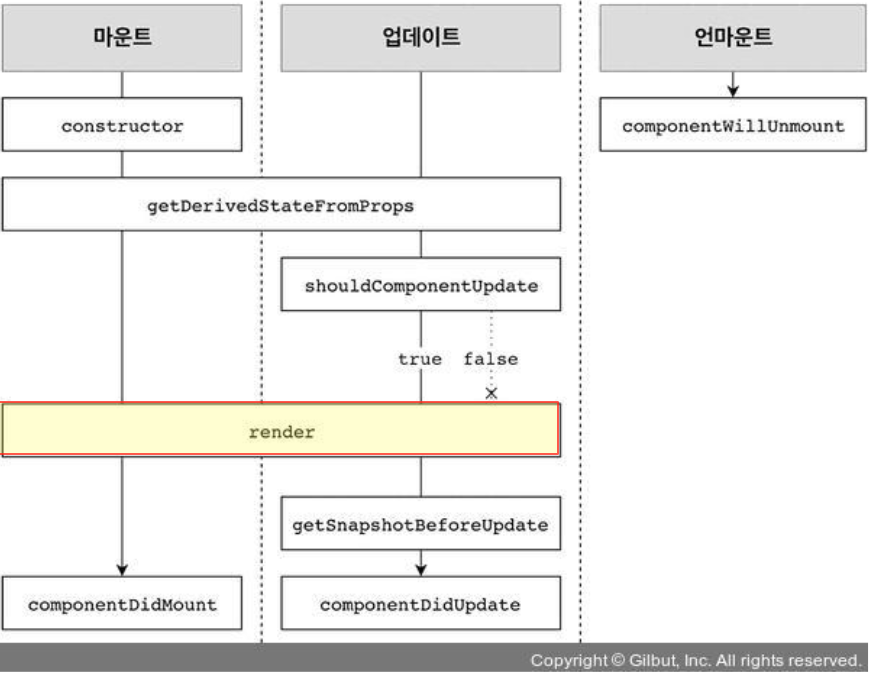 마운트
업데이트
언마운트
constructor
componentWillUnmount
getDerivedStateFromProps
shouldComponentUpdate
true false
render
getSnapshotBeforeUpdate
componentDidMount
componentDidUpdate
Copyright © Gilbut, Inc. All rights reserved.